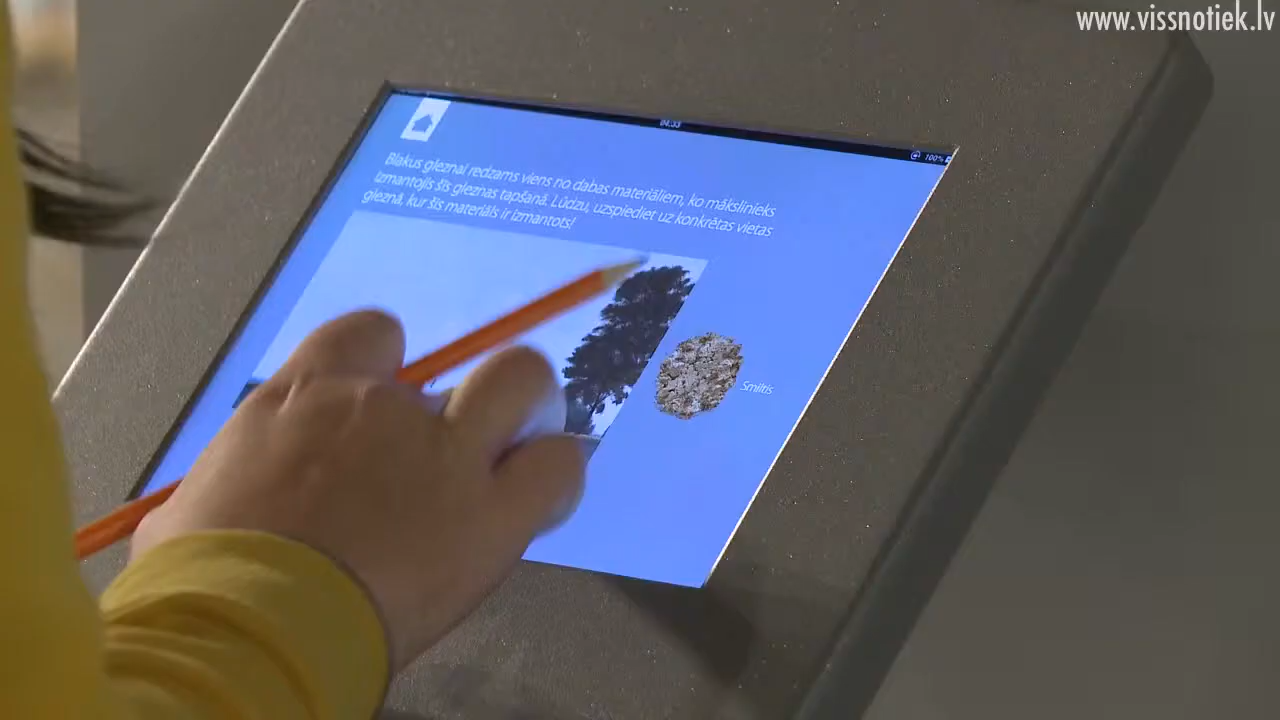 www.vissnotiek.lv
04:33
100%
Blakus gleznai redzams viens no dabas materiāliem, ko mākslinieks
izmantojis šīs gleznas tapšanā. Lūdzu, uzspiediet uz konkrētas vietas
gleznā, kur šis materiāls ir izmantots!
Smiltis